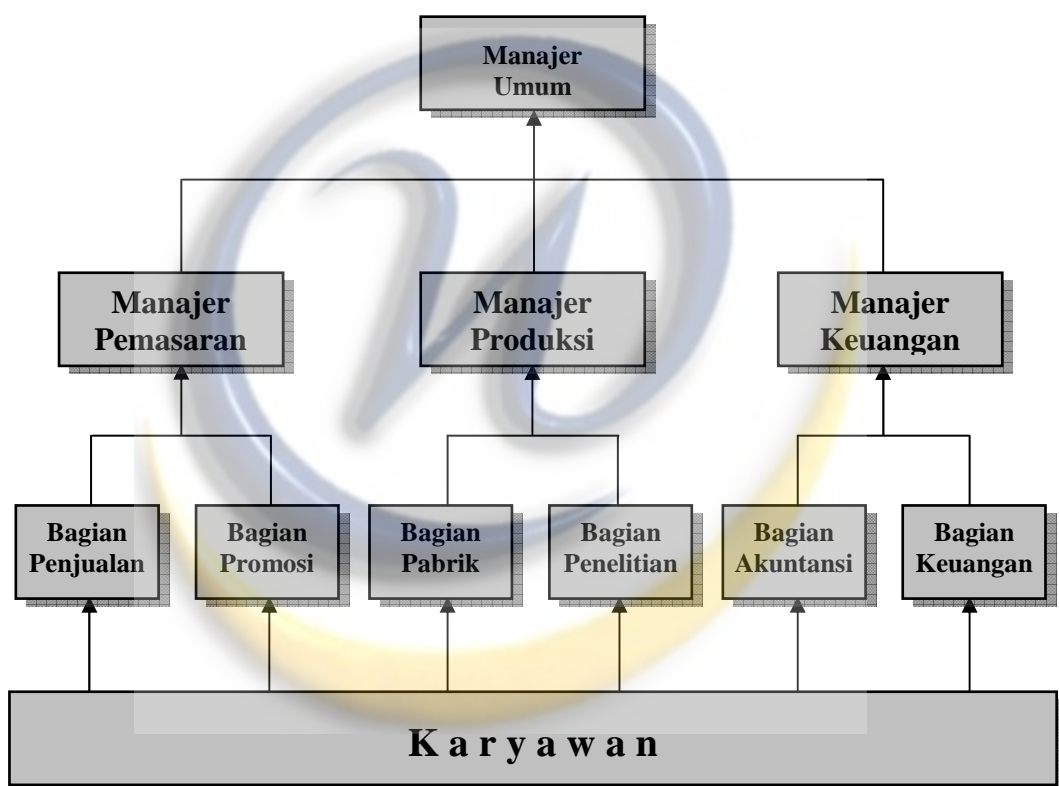 Manajer
Umum
Manajer
Pemasaran
Manajer
Produksi
Manajer
Keuangan
Bagian
Penjualan
Bagian
Promosi
Bagian
Pabrik
Bagian
Penelitian
Bagian
Akuntansi
Bagian
Keuangan
K a r y a w a n